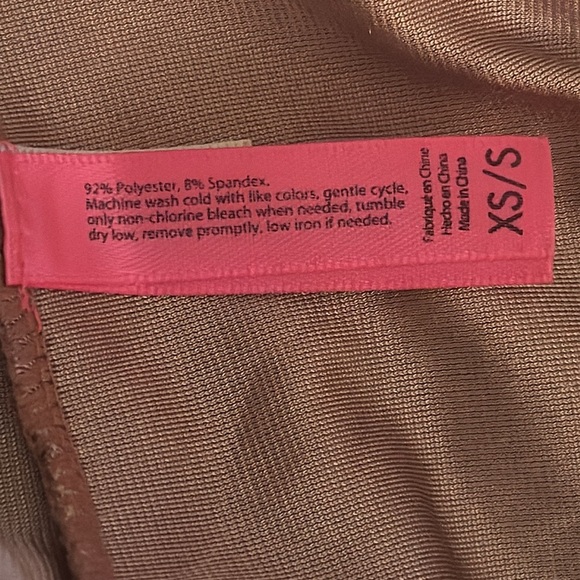 92% Polyester, 8% Spandex.
Machine wash cold with like colors, gentle cycle,
only non-chlorine bleach when needed, tumble
dry low, remove promptly, low iron if needed.
Fabriqué en Chine
Hecho en China
Made in China
XS/S